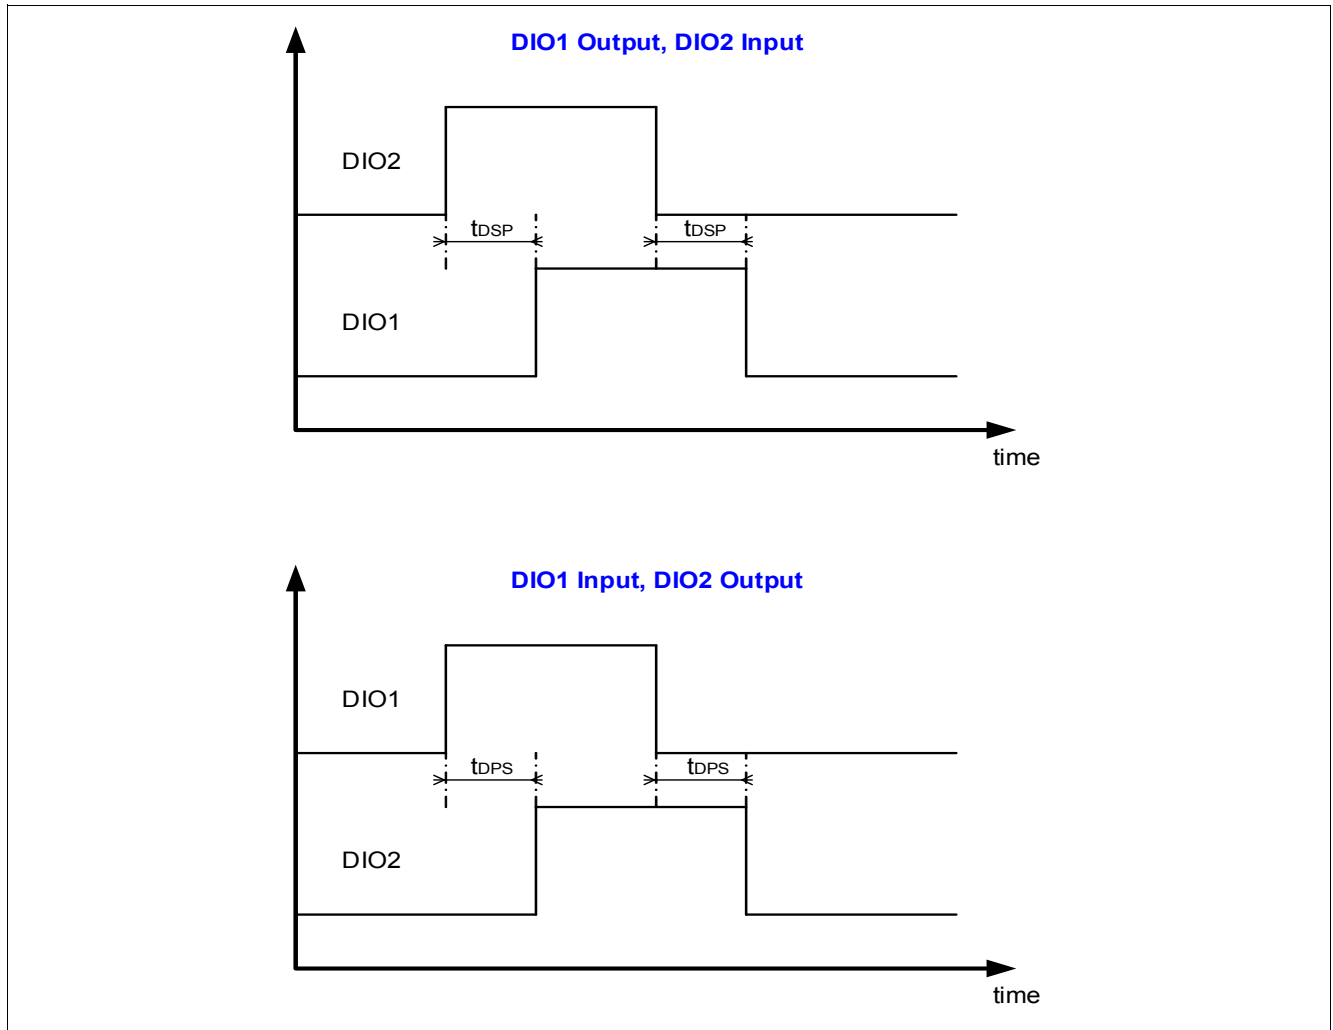 DIO1 Output, DIO2 Input
DIO2
tDSP tDSP
DIO1
time
DIO1 Input, DIO2 Output
DIO1
tDPS tDPS
DIO2
time